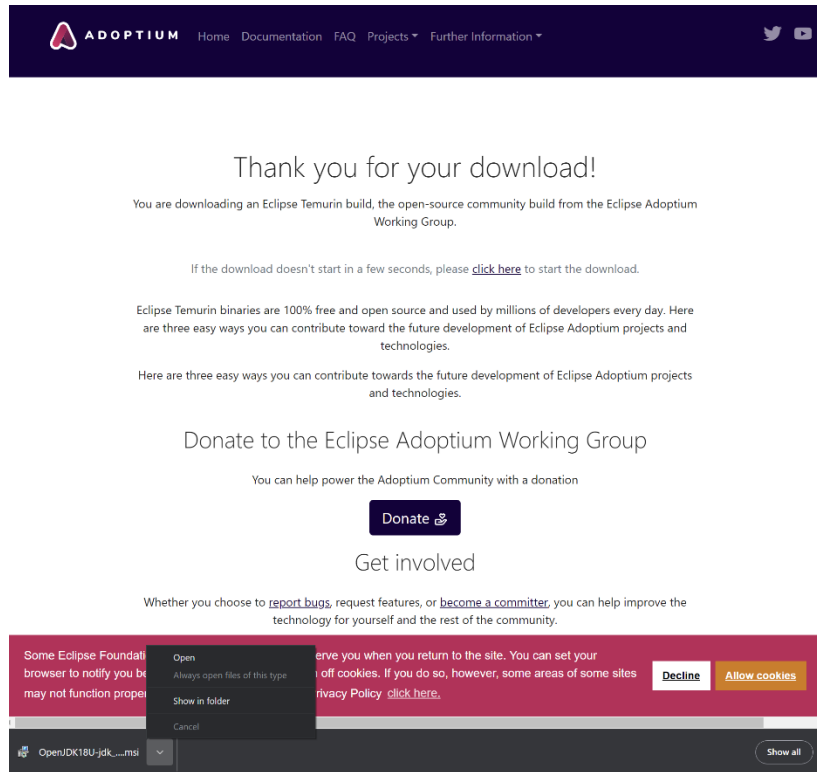 ADOPTIUM Home Documentation FAQ Projects Further Information
Thank you for your download!
You are downloading an Eclipse Temurin build, the open-source community build from the Eclipse Adoptium
Working Group.
If the download doesn't start in a few seconds, please click here to start the download.
Eclipse Temurin binaries are 100% free and open source and used by millions of developers every day. Here
are three easy ways you can contribute toward the future development of Eclipse Adoptium projects and
technologies.
Here are three easy ways you can contribute towards the future development of Eclipse Adoptium projects
and technologies.
Donate to the Eclipse Adoptium Working Group
You can help power the Adoptium Community with a donation
Donate
Get involved
Whether you choose to report bugs, request features, or become a committer, you can help improve the
technology for yourself and the rest of the community.
Some Eclipse Foundati erve you when you return to the site. You can set your
browser to notify you be off cookies. If you do so, however, some areas of some sites
may not function proper rivacy Policy click here.
Decline
Allow cookies
Open
Always open files of this type
Show in folder
Cancel
OpenJDK18U-jdk_....msi
Show all